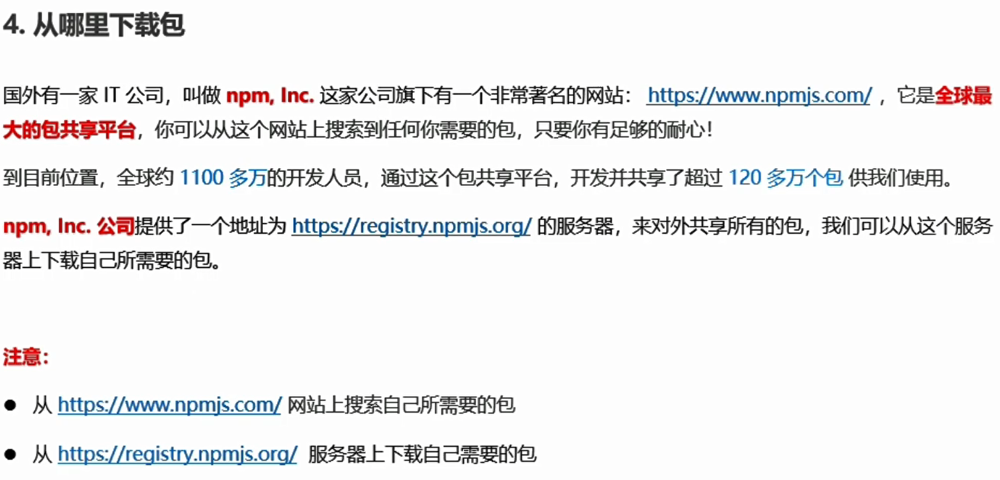 4. 从哪里下载包
国外有一家 IT 公司，叫做 npm, Inc. 这家公司旗下有一个非常著名的网站： https://www.npmjs.com/ ，它是全球最
大的包共享平台，你可以从这个网站上搜索到任何你需要的包，只要你有足够的耐心！
到目前位置，全球约 1100 多万的开发人员，通过这个包共享平台，开发并共享了超过 120 多万个包 供我们使用。
npm, Inc. 公司提供了一个地址为 https://registry.npmjs.org/ 的服务器，来对外共享所有的包，我们可以从这个服务
器上下载自己所需要的包。
注意：
● 从 https://www.npmjs.com/ 网站上搜索自己所需要的包
● 从 https://registry.npmjs.org/ 服务器上下载自己需要的包